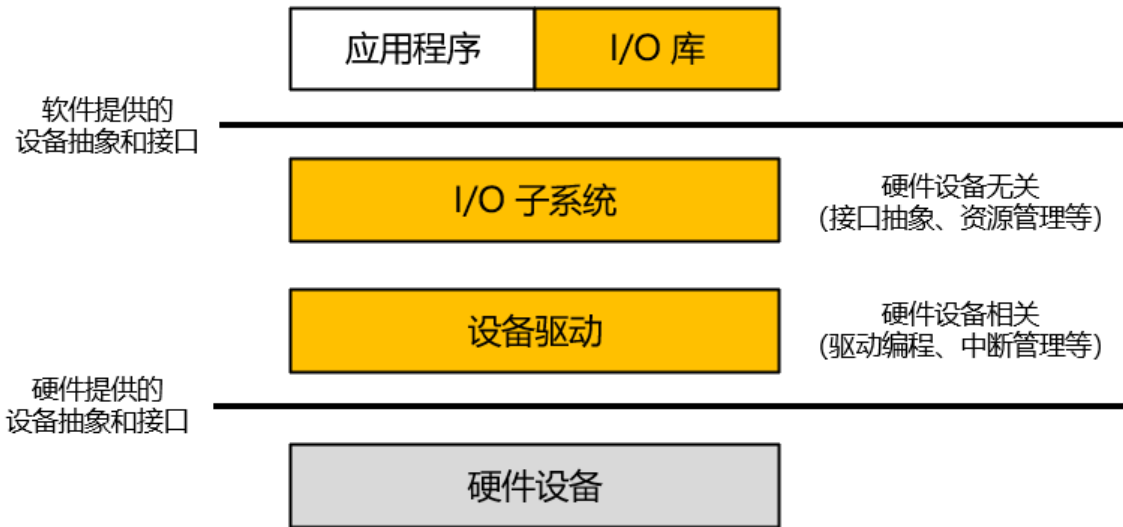 应用程序
I/O 库
软件提供的
设备抽象和接口
I/O 子系统
硬件设备无关
(接口抽象、资源管理等)
设备驱动
硬件设备相关
(驱动编程、中断管理等)
硬件提供的
设备抽象和接口
硬件设备